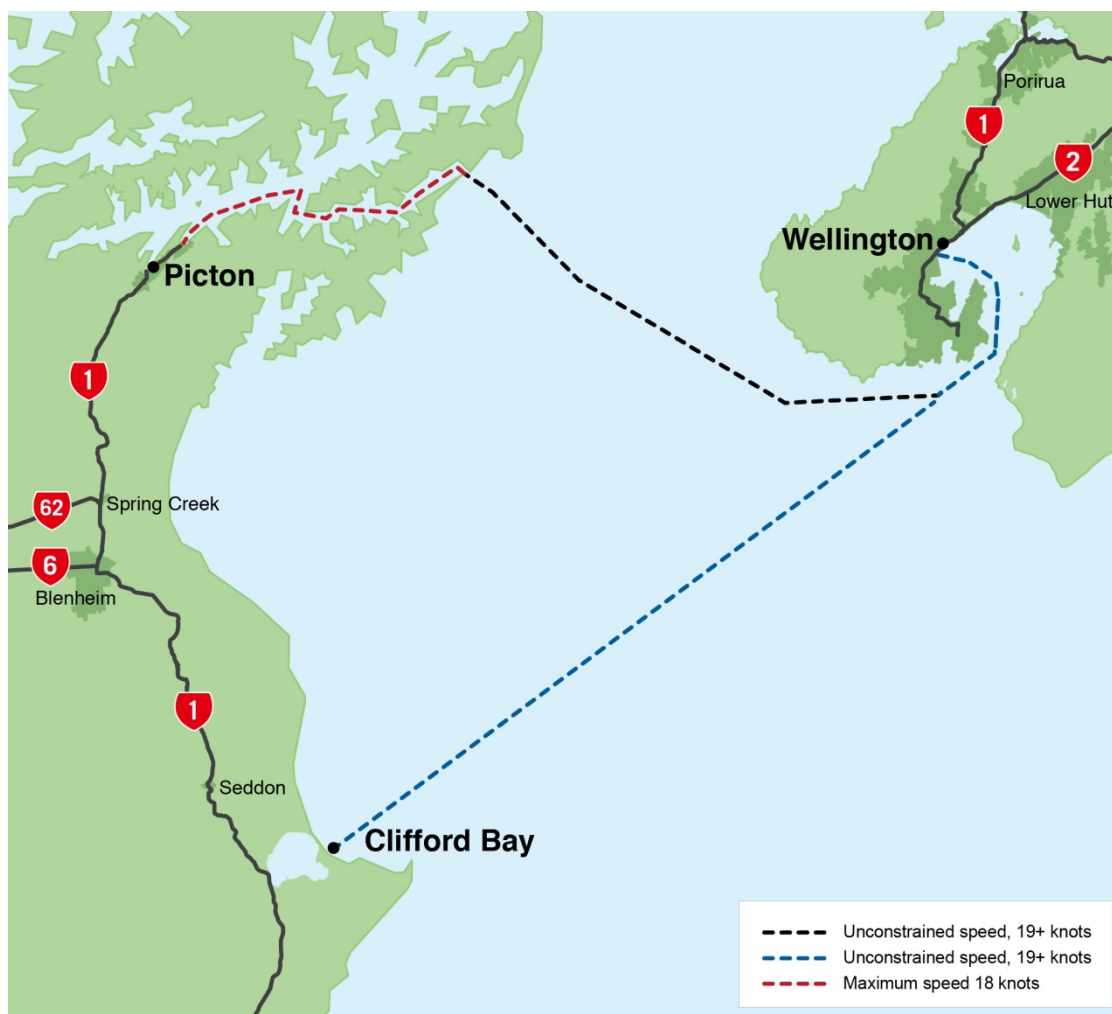 Porirua
1
2
Lower Hut
Wellington
Picton
1
62
Spring Creek
6
Blenheim
1
Seddon
Clifford Bay
Unconstrained speed, 19+ knots
Unconstrained speed, 19+ knots
Maximum speed 18 knots